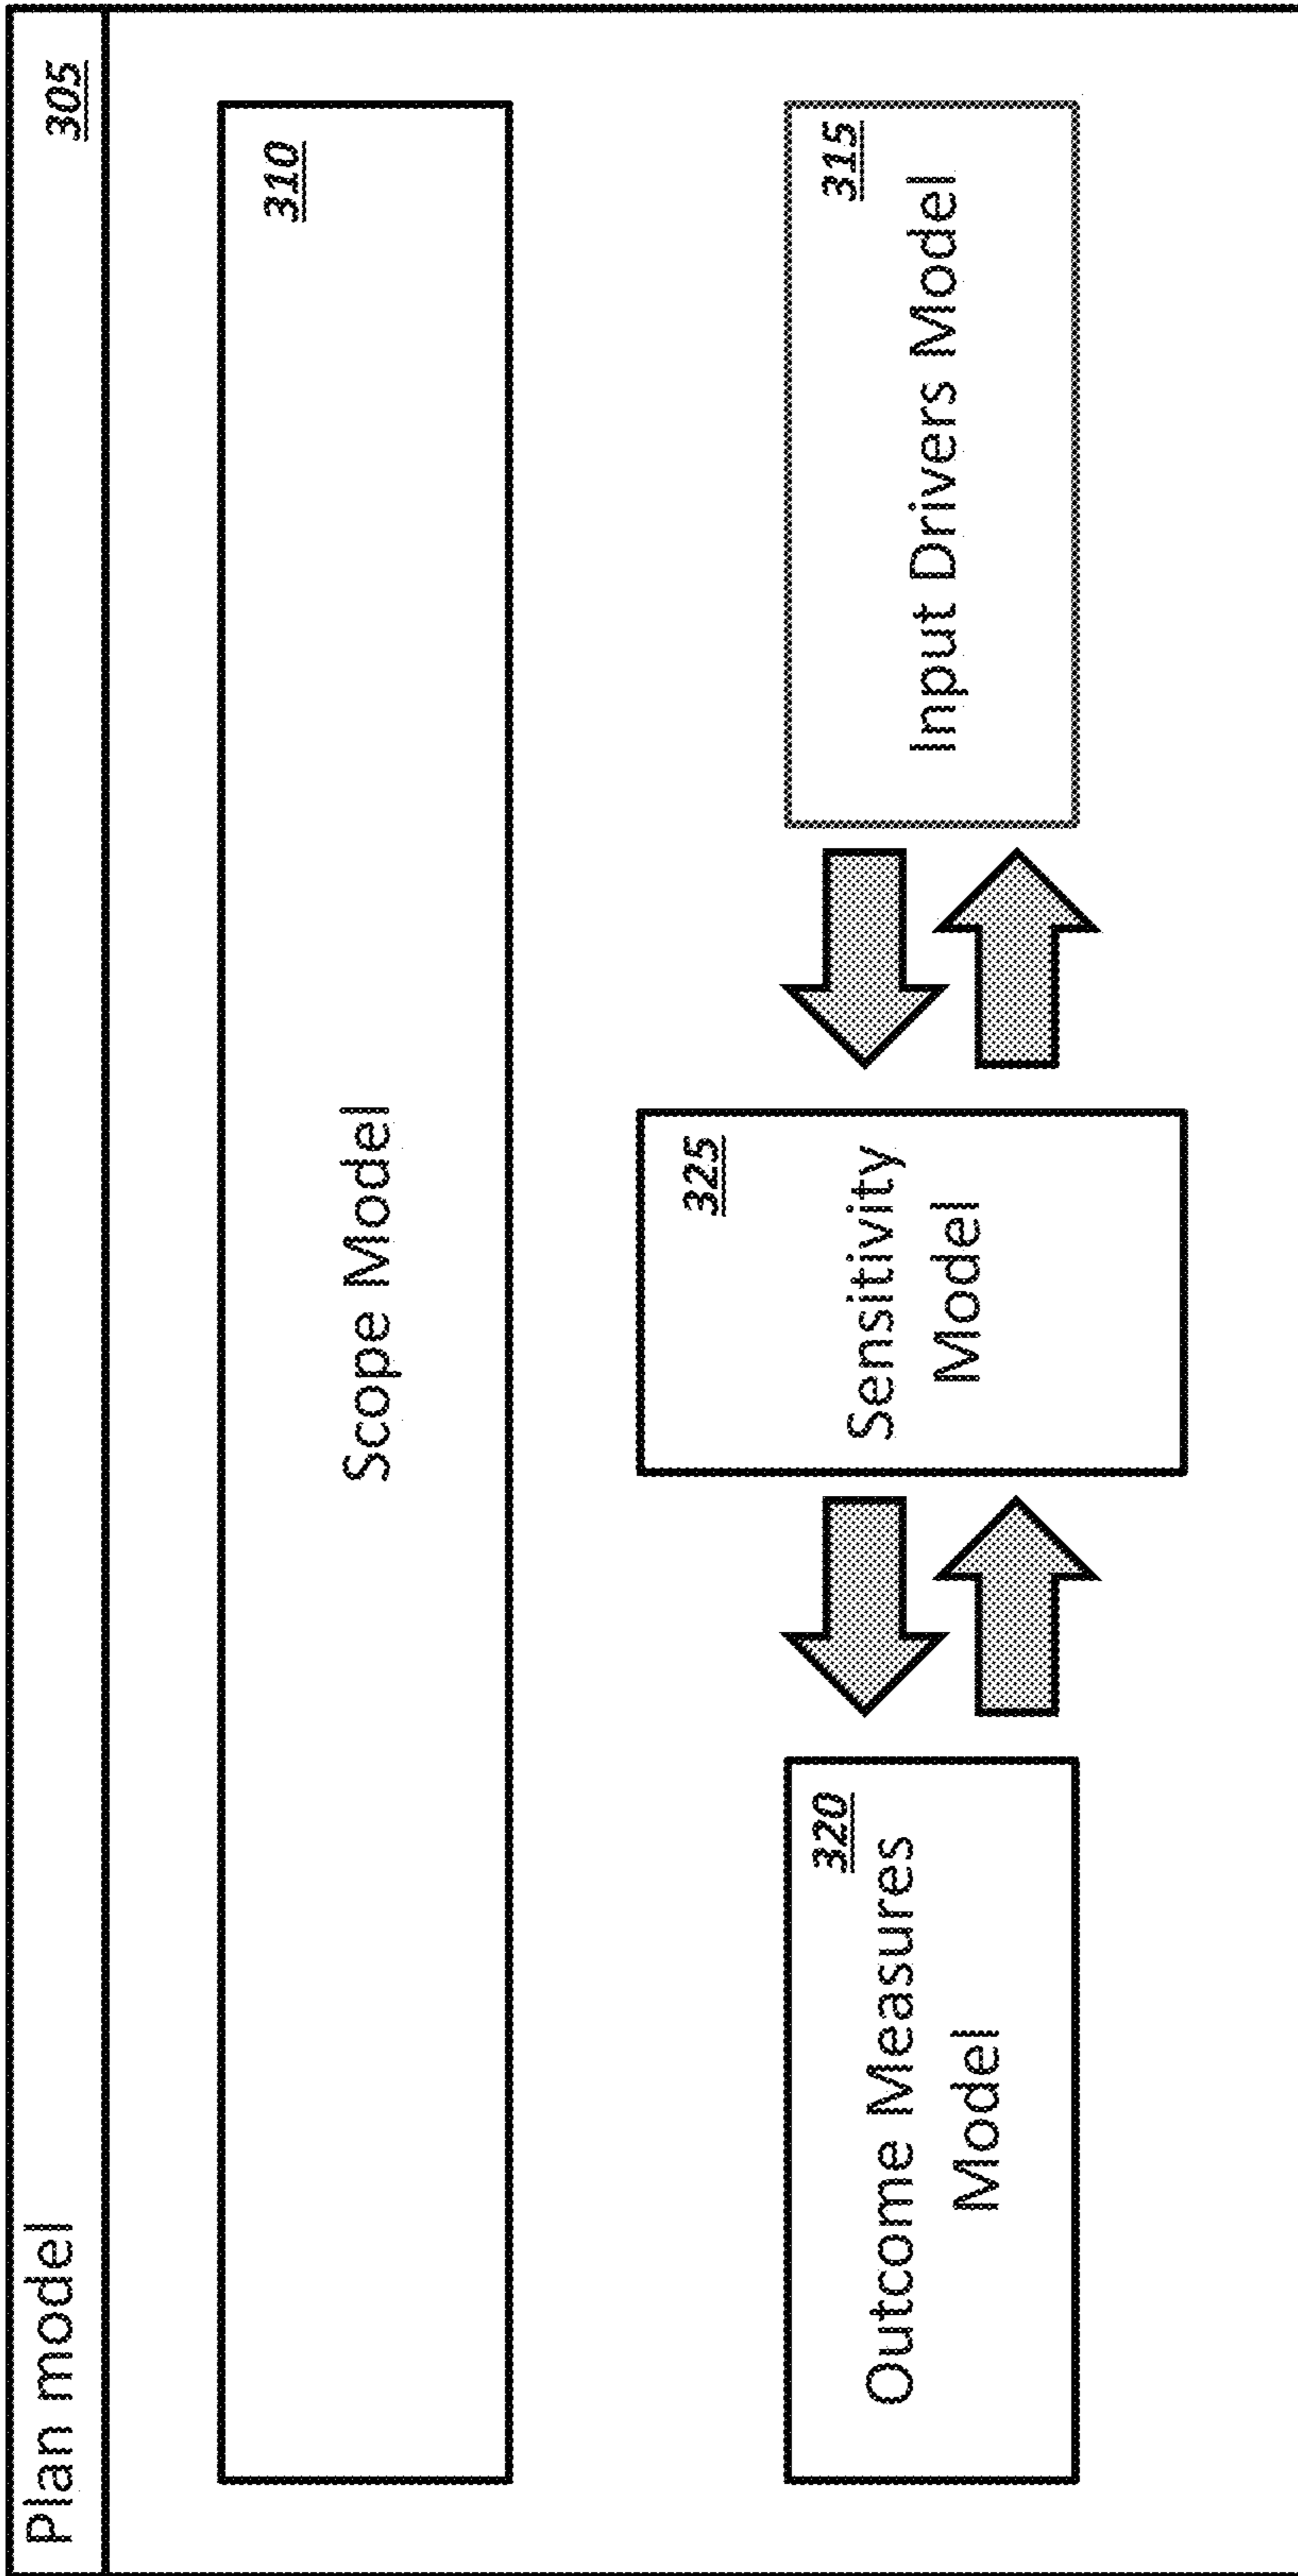 Plan model
305
310
Scope Model
320
Outcome Measures
Model
325
Sensitivity
Model
315
Input Drivers Model